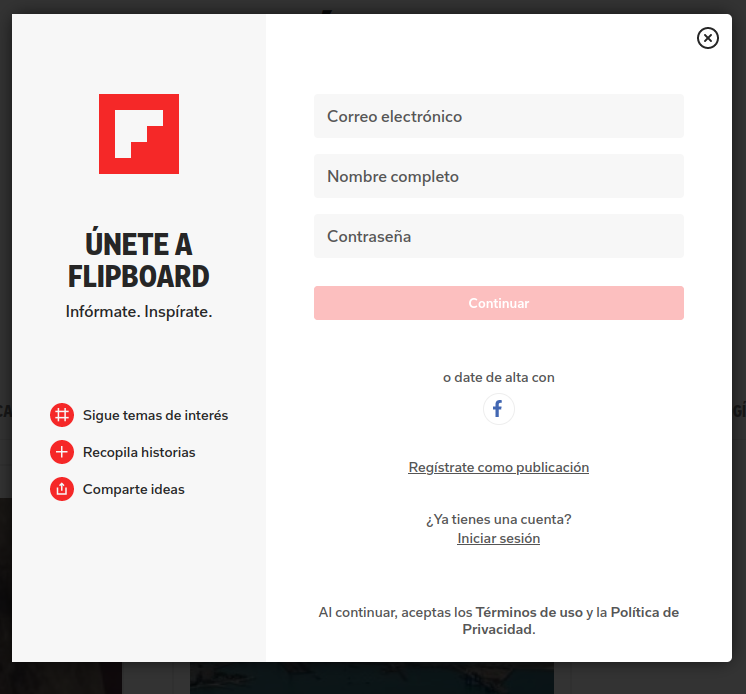 ÚNETE A
FLIPBOARD
Infórmate. Inspírate.
Sigue temas de interés
Recopila historias
Comparte ideas
Correo electrónico
Nombre completo
Contraseña
Continuar
o date de alta con
Regístrate como publicación
¿Ya tienes una cuenta?
Iniciar sesión
Al continuar, aceptas los Términos de uso y la Política de
Privacidad.